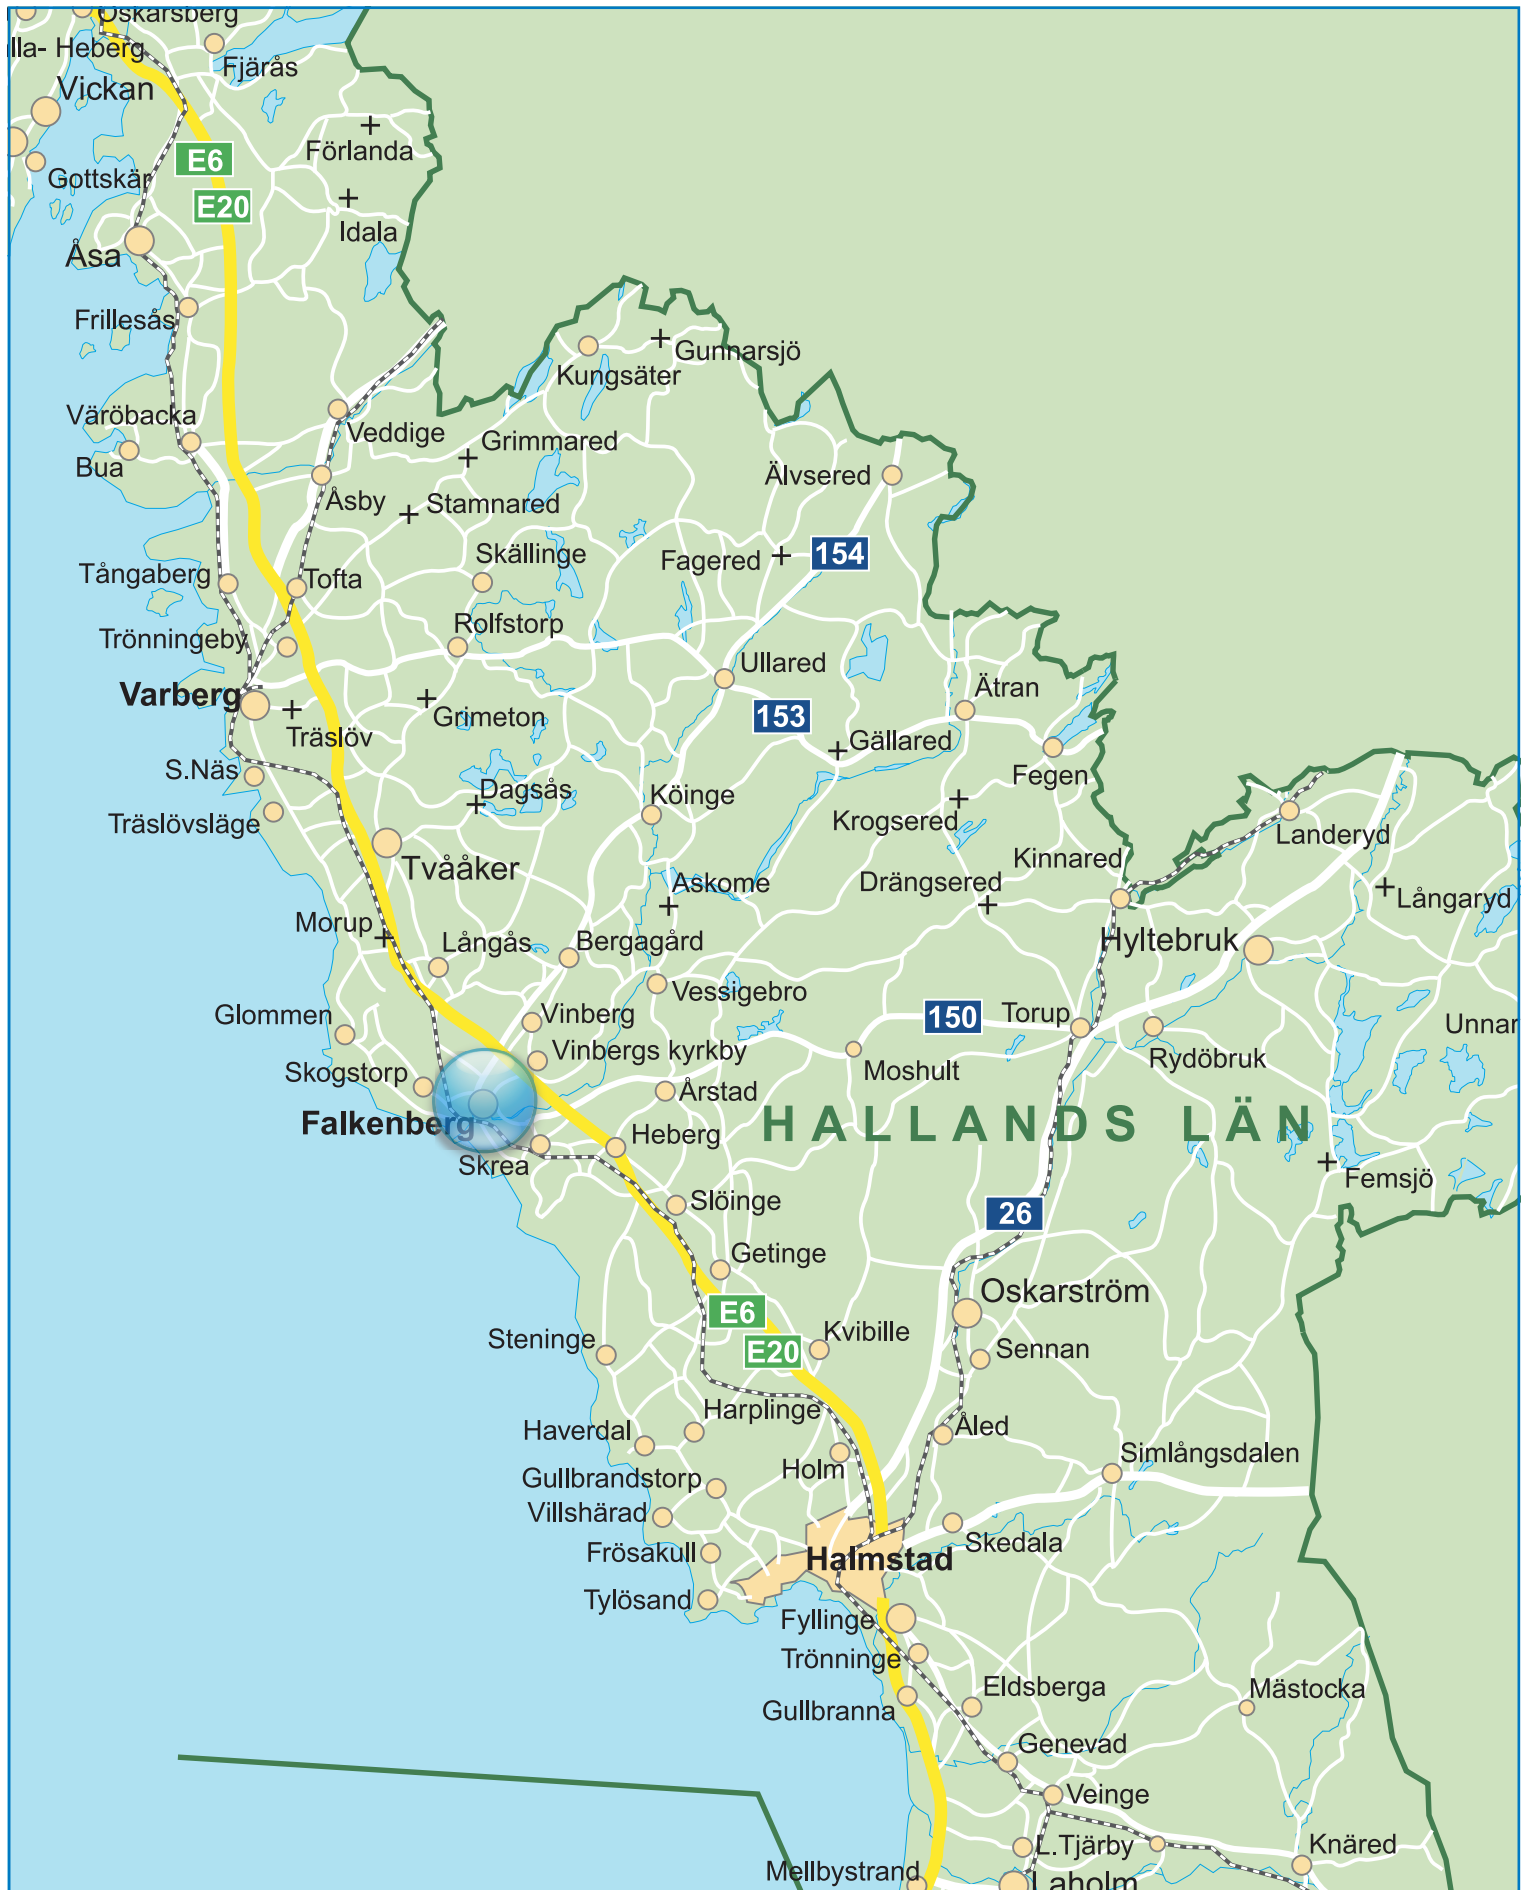 Oskarsberg
lla- Heberg
Fjärås
Vickan
Förlanda
E6
Gottskär
E20
Idala
Åsa
Frillesås
Gunnarsjö
Kungsäter
Väröbacka
Veddige
Grimmared
Bua
Älvsered
Åsby
Stamnared
Skällinge
Fagered
154
Tångaberg
Tofta
Rolfstorp
Trönningeby
Ullared
Varberg
Ätran
Grimeton
153
Träslöv
Gällared
S.Näs
Fegen
Dagsås
Köinge
Träslövsläge
Krogsered
Landeryd
Kinnared
Tvååker
Askome
Drängsered
Långaryd
Morup
Långås
Bergagård
Hyltebruk
Vessigebro
Glommen
Vinberg
150
Torup
Unnar
Vinbergs kyrkby
Rydöbruk
Skogstorp
Moshult
Årstad
Falkenberg
HALLANDS LÄN
Heberg
Skrea
Femsjö
Slöinge
26
Getinge
Oskarström
E6
Steninge
Kvibille
E20
Sennan
Harplinge
Haverdal
Åled
Simlångsdalen
Holm
Gullbrandstorp
Villshärad
Skedala
Frösakull
Halmstad
Tylösand
Fyllinge
Trönninge
Eldsberga
Mästocka
Gullbranna
Genevad
Veinge
L.Tjärby
Knäred
Mellbystrand
Laholm